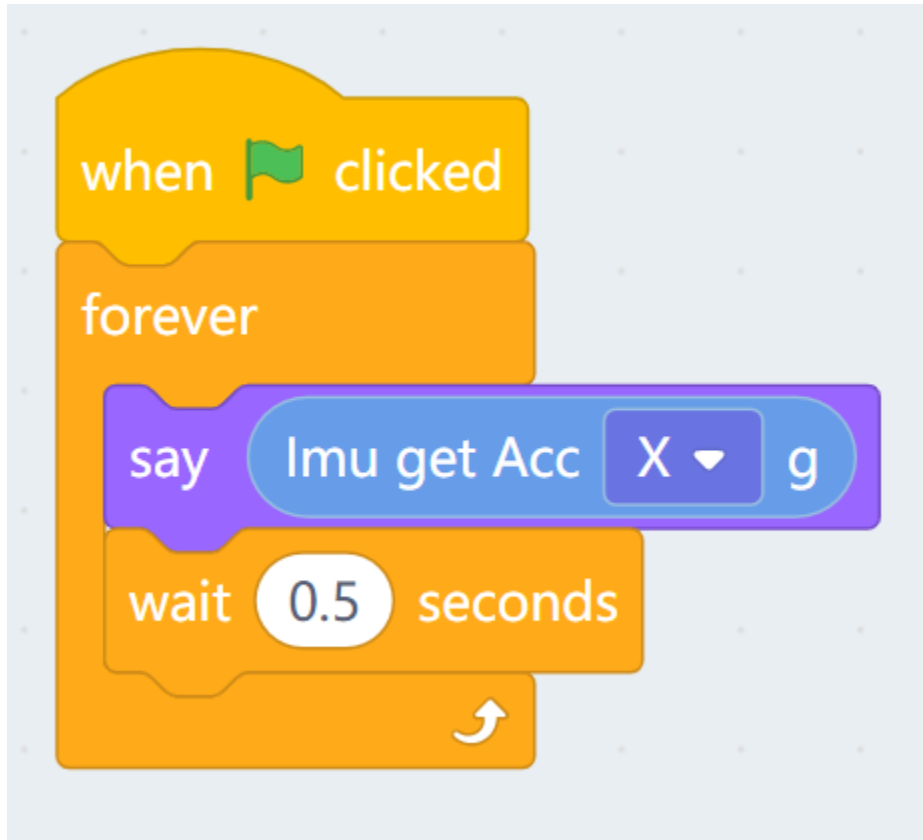 when clicked
forever
say Imu get Acc X g
wait 0.5 seconds